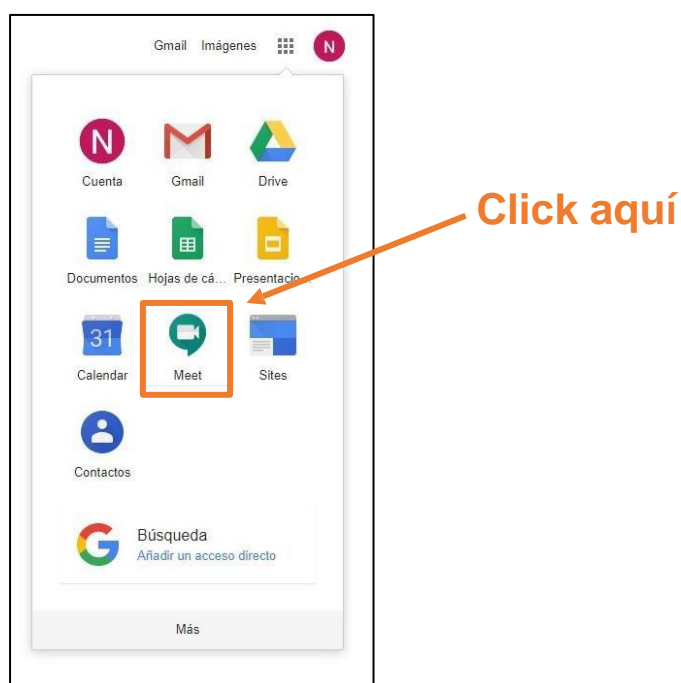 Gmail Imágenes N
N
Cuenta Gmail Drive
Documentos Hojas de cá... Presentacio...
31
Calendar Meet Sites
Contactos
G Búsqueda
Añadir un acceso directo
Más
Click aquí